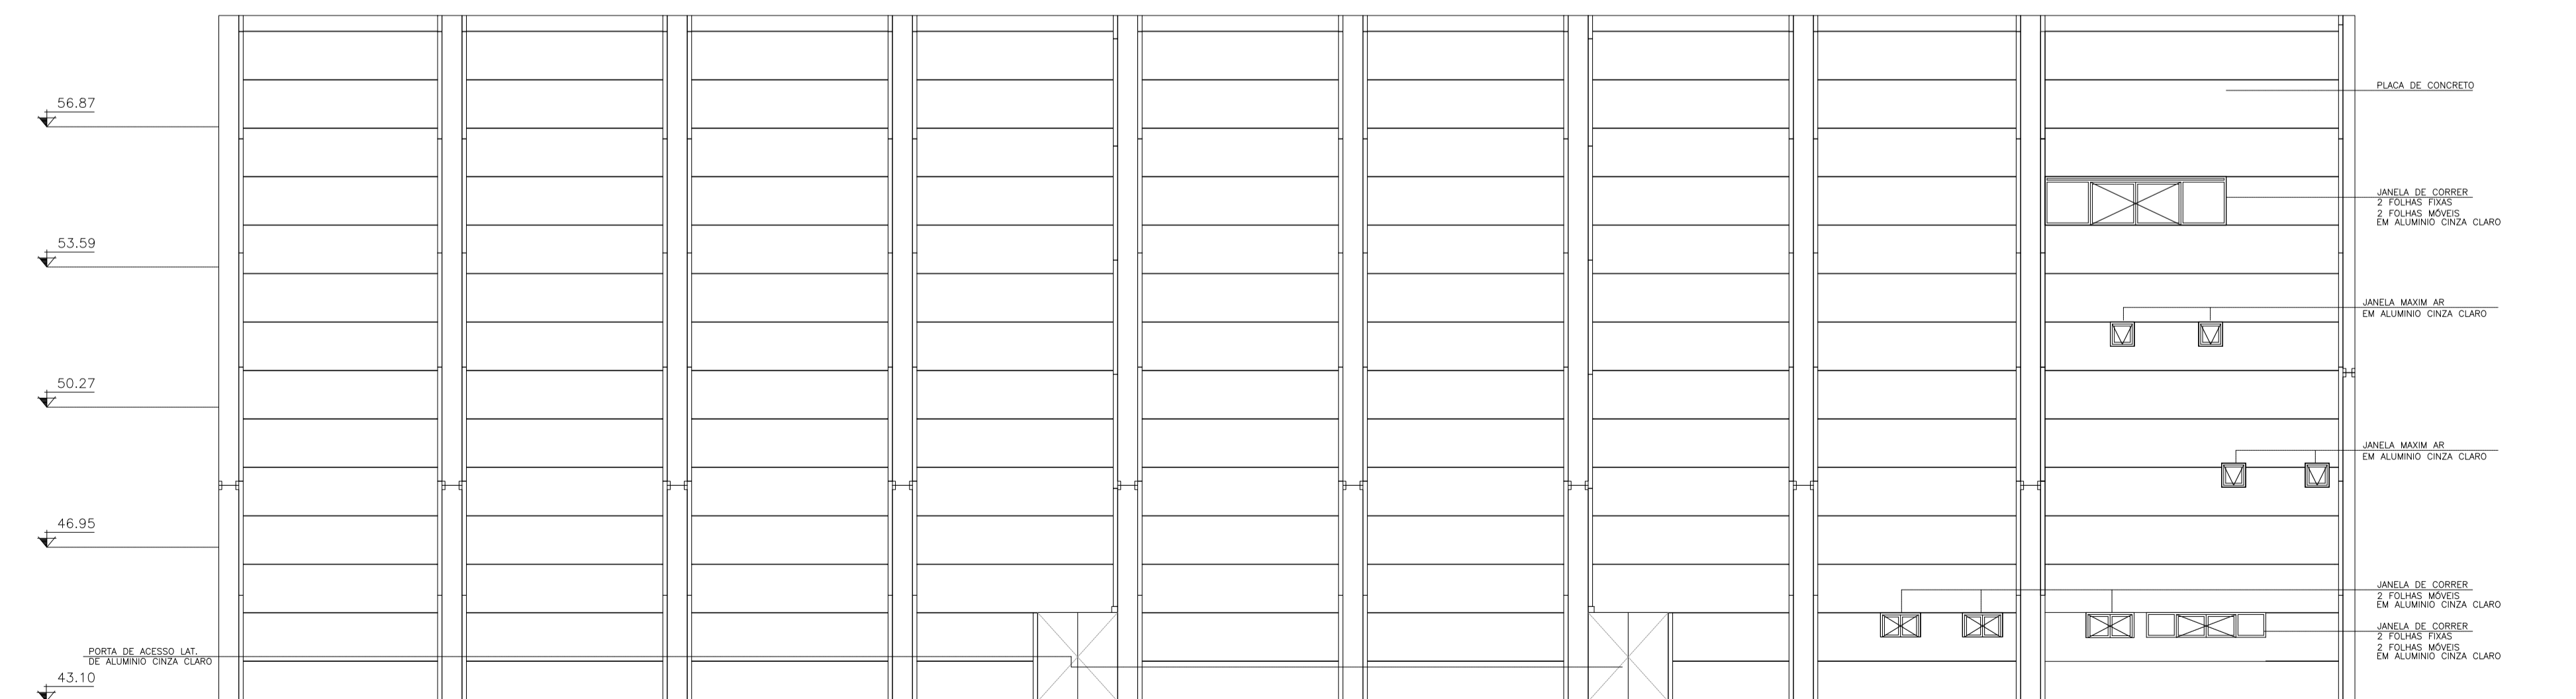 56.87
PLACA DE CONCRETO
JANELA DE CORRER
2 FOLHAS FIXAS
2 FOLHAS MÓVEIS
EM ALUMINIO CINZA CLARO
53.59
JANELA MAXIM AR
EM ALUMINIO CINZA CLARO
50.27
JANELA MAXIM AR
EM ALUMINIO CINZA CLARO
46.95
JANELA DE CORRER
2 FOLHAS MÓVEIS
EM ALUMINIO CINZA CLARO
JANELA DE CORRER
2 FOLHAS FIXAS
2 FOLHAS MÓVEIS
EM ALUMINIO CINZA CLARO
PORTA DE ACESSO LAT.
DE ALUMINIO CINZA CLARO
43.10